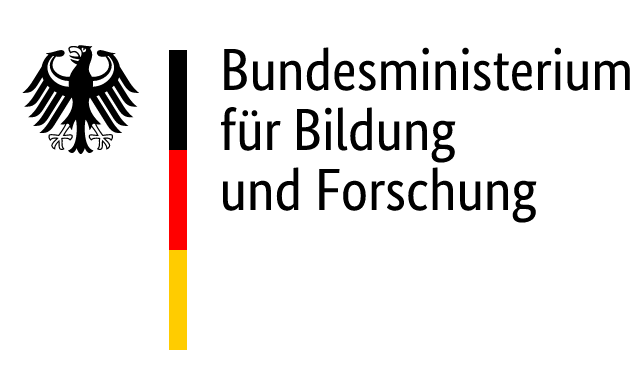 Bundesministerium
für Bildung
und Forschung